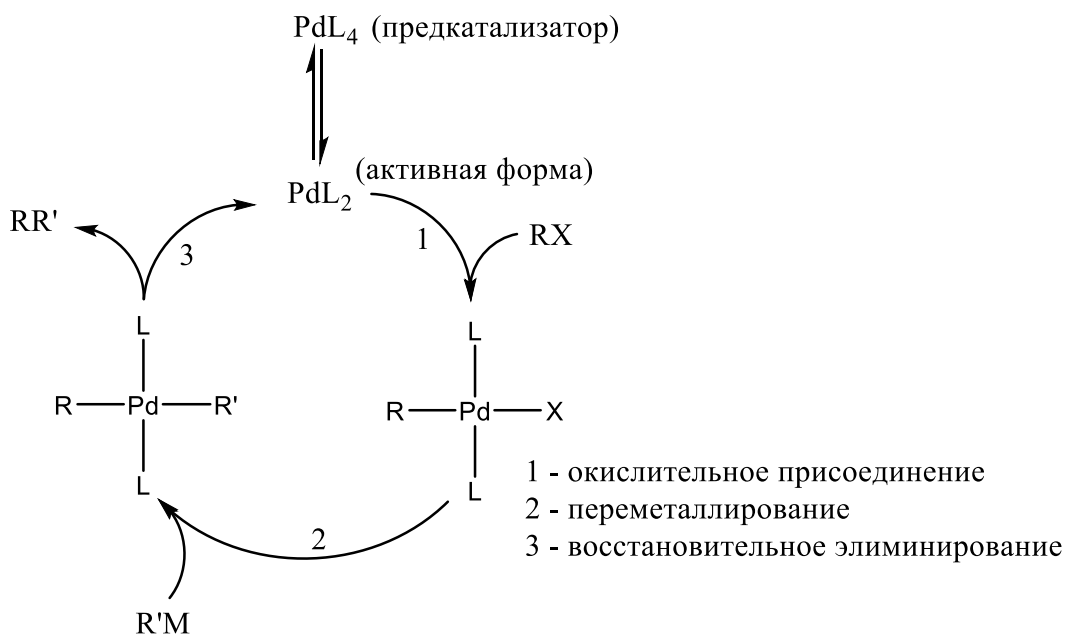 PdL4 (предкатализатор)
(активная форма)
PdL2
RR'
3
1
RX
L
L
R Pd R'
R Pd X
L
L
1 - окислительное присоединение
2 - переметаллирование
2
3 - восстановительное элиминирование
R'M